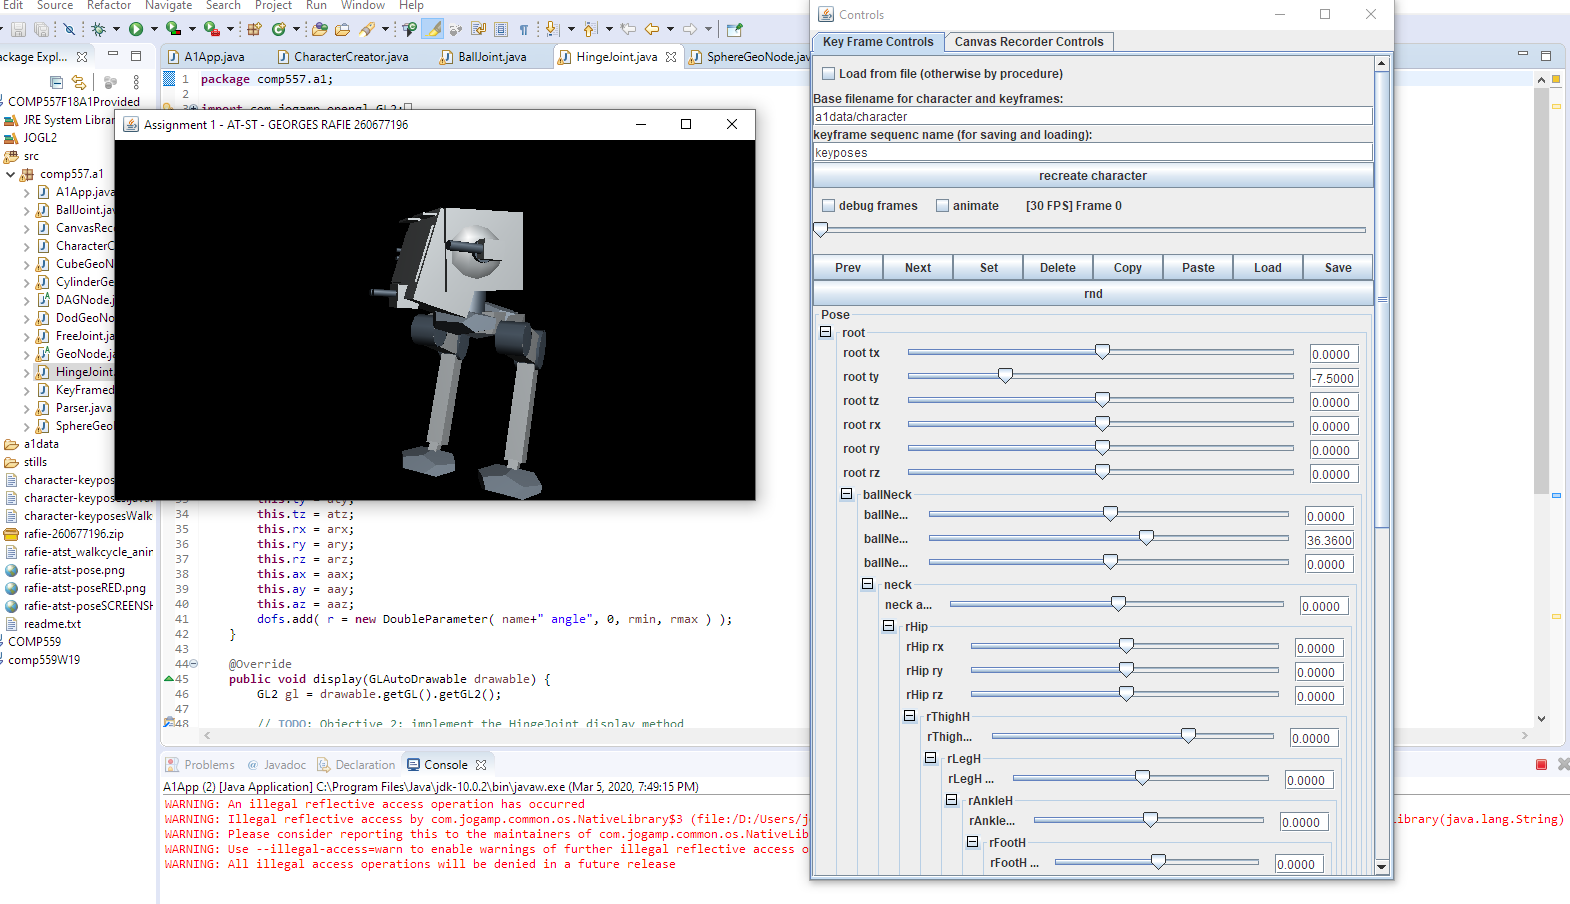 Edit Source Refactor Navigate Search Project Run Window Help
Package Expl...
COMP557F18A1Provided
JRE System Librar
JOGL2
src
comp557.a1
A1App.java
BallJoint.jav
CanvasReco
CharacterC
CubeGeoN
CylinderGe
DAGNode.j
DodGeoNo
FreeJoint.ja
GeoNode.ja
HingeJoint.
KeyFramed
Parser.java
SphereGeoN
a1data
stills
character-keypos
character-keyposesjava
character-keyposesWalk
rafie-260677196.zip
rafie-atst_walkcycle_anin
rafie-atst-pose.png
rafie-atst-poseRED.png
rafie-atst-poseSCREENSH
readme.txt
COMP559
comp559W19
A1App.java CharacterCreator.java BallJoint.java HingeJoint.java SphereGeoNode.jav
1 package comp557.a1;
2
3 import com.jogamp.opengl.GL2;
Assignment 1 - AT-ST - GEORGES RAFIE 260677196
33 this.ty = aty;
34 this.tz = atz;
35 this.rx = arx;
36 this.ry = ary;
37 this.rz = arz;
38 this.ax = aax;
39 this.ay = aay;
40 this.az = aaz;
41 dofs.add( r = new DoubleParameter( name+" angle", 0, rmin, rmax ) );
42 }
43
44 @Override
45 public void display(GLAutoDrawable drawable) {
46 GL2 gl = drawable.getGL().getGL2();
47
48 // TODO: Objective 2: implement the HingeJoint display method
Problems @ Javadoc Declaration Console
A1App (2) [Java Application] C:\Program Files\Java\jdk-10.0.2\bin\javaw.exe (Mar 5, 2020, 7:49:15 PM)
WARNING: An illegal reflective access operation has occurred
WARNING: Illegal reflective access by com.jogamp.common.os.NativeLibrary$3 (file:/D:/Users/j
Library(java.lang.String)
WARNING: Please consider reporting this to the maintainers of com.jogamp.common.os.NativeLib
WARNING: Use --illegal-access=warn to enable warnings of further illegal reflective access o
WARNING: All illegal access operations will be denied in a future release
Controls
Key Frame Controls Canvas Recorder Controls
Load from file (otherwise by procedure)
Base filename for character and keyframes:
a1data/character
keyframe sequenc name (for saving and loading):
keyposes
recreate character
debug frames animate [30 FPS] Frame 0
Prev Next Set Delete Copy Paste Load Save
rnd
Pose
root
root tx 0.0000
root ty -7.5000
root tz 0.0000
root rx 0.0000
root ry 0.0000
root rz 0.0000
ballNeck
ballNe... 0.0000
ballNe... 36.3600
ballNe... 0.0000
neck
neck a... 0.0000
rHip
rHip rx 0.0000
rHip ry 0.0000
rHip rz 0.0000
rThighH
rThigh... 0.0000
rLegH
rLegH ... 0.0000
rAnkleH
rAnkle... 0.0000
rFootH
rFootH ... 0.0000